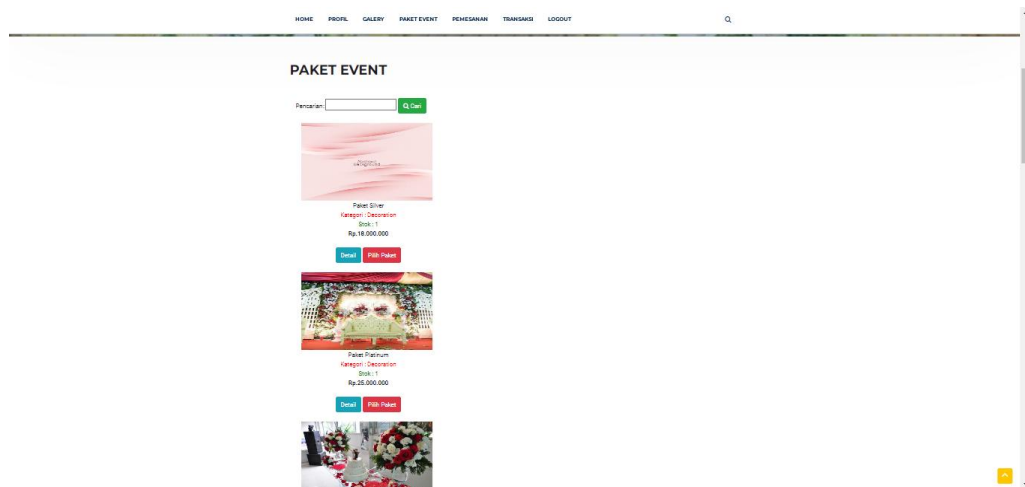 HOME PROFIL GALERY PAKET EVENT PEMESANAN TRANSAKSI LOGOUT
PAKET EVENT
Pencarian: Cari
Paket Silver
Kategori : Decoration
Stok : 1
Rp.18.000.000
Detail Pilih Paket
Paket Platinum
Kategori : Decoration
Stok : 1
Rp.25.000.000
Detail Pilih Paket